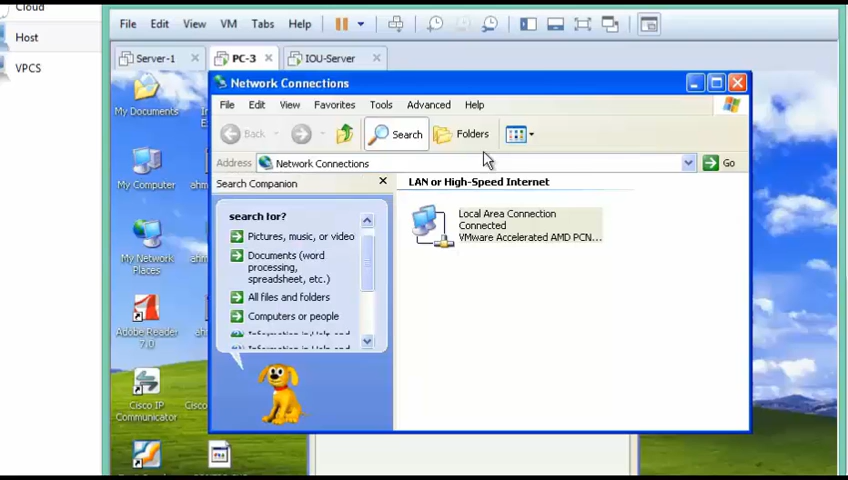 Cloud
Host
VPCS
File Edit View VM Tabs Help
Server-1 PC-3 IOU-Server
My Documents
My Computer
My Network
Places
Adobe Reader
7.0
Cisco IP
Communicator
Network Connections
File Edit View Favorites Tools Advanced Help
Back Search Folders
Address Network Connections Go
Search Companion
search for?
Pictures, music, or video
Documents (word
processing,
spreadsheet, etc.)
All files and folders
Computers or people
LAN or High-Speed Internet
Local Area Connection
Connected
VMware Accelerated AMD PCN...